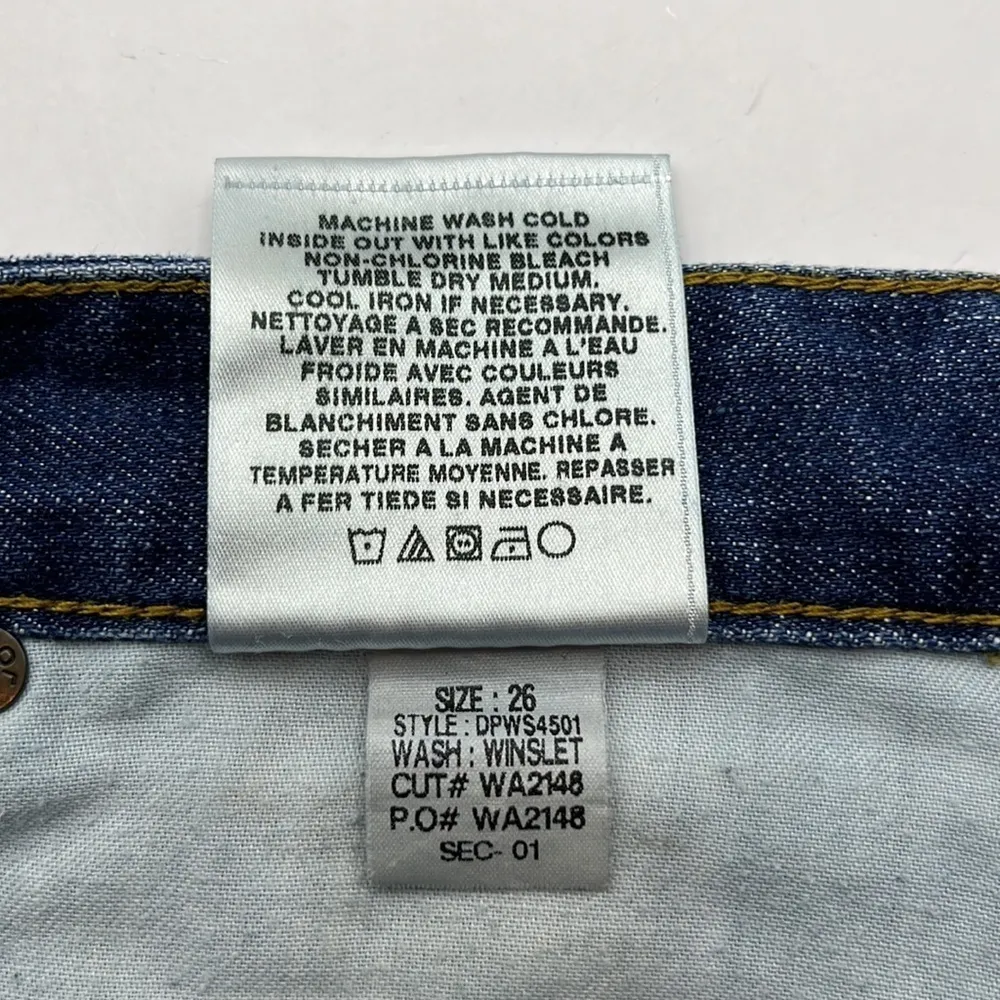 MACHINE WASH COLD
INSIDE OUT WITH LIKE COLORS
NON-CHLORINE BLEACH
TUMBLE DRY MEDIUM.
COOL IRON IF NECESSARY.
NETTOYAGE A SEC RECOMMANDE.
LAVER EN MACHINE A L'EAU
FROIDE AVEC COULEURS
SIMILAIRES. AGENT DE
BLANCHIMENT SANS CHLORE.
SECHER A LA MACHINE A
TEMPERATURE MOYENNE. REPASSER
A FER TIEDE SI NECESSAIRE.
SIZE : 26
STYLE : DPWS4501
WASH : WINSLET
CUT# WA2148
P.O# WA2148
SEC- 01